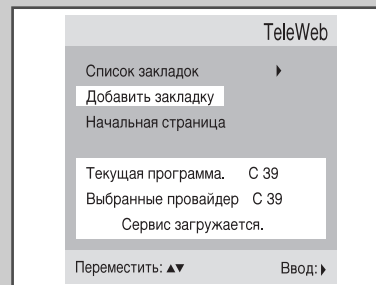 TeleWeb
Список закладок ▶
Добавить закладку
Начальная страница
Текущая программа. C 39
Выбранные провайдер C 39
Сервис загружается.
Переместить: ▲▼ Ввод: ▶